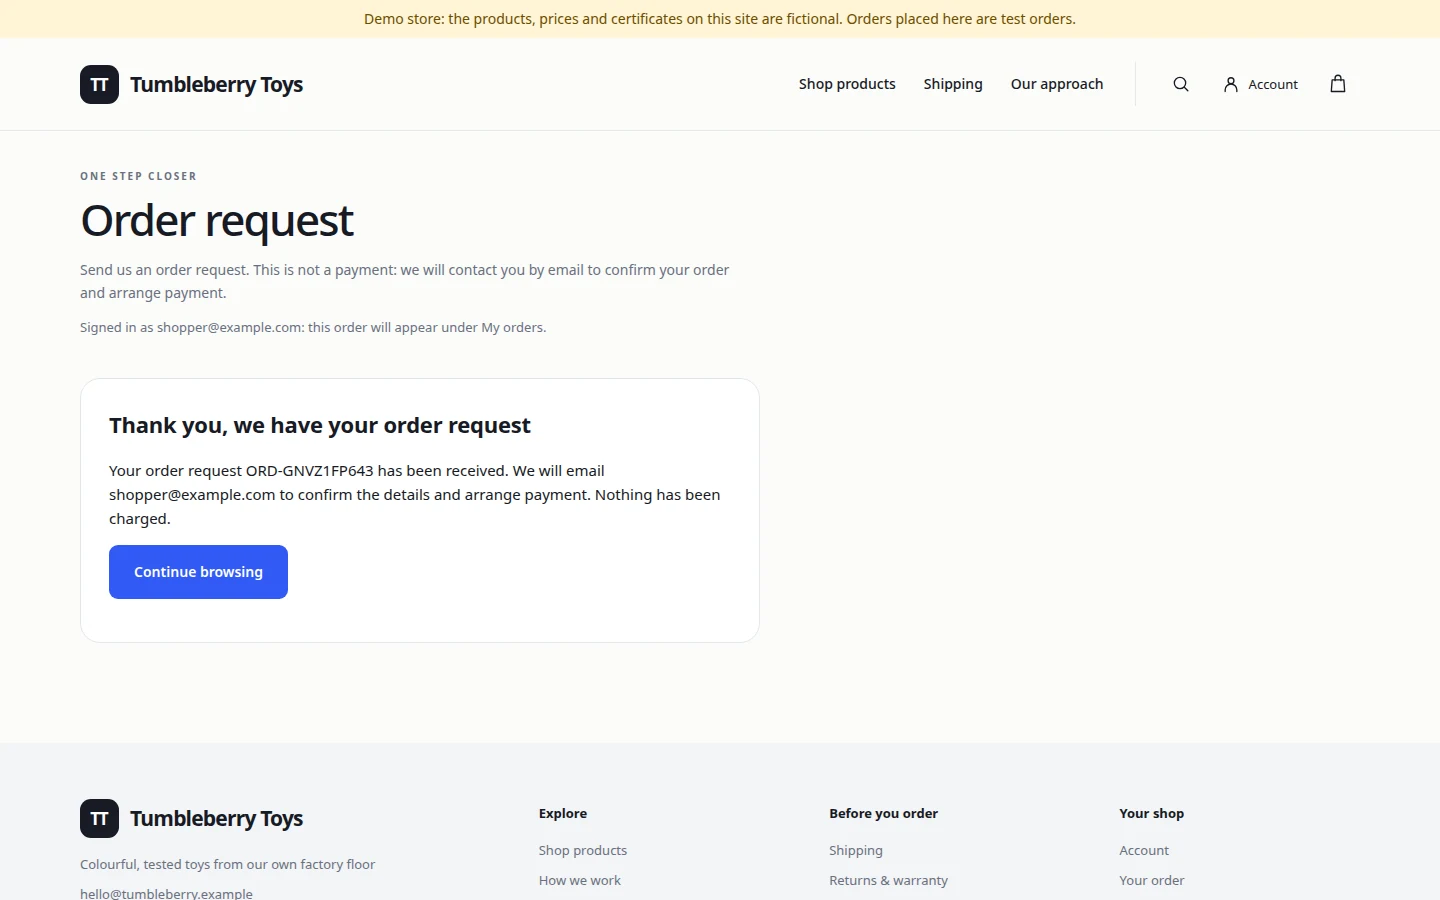 Demo store: the products, prices and certificates on this site are fictional. Orders placed here are test orders.
TT Tumbleberry Toys
Shop products Shipping Our approach Account
ONE STEP CLOSER
Order request
Send us an order request. This is not a payment: we will contact you by email to confirm your order
and arrange payment.
Signed in as shopper@example.com: this order will appear under My orders.
Thank you, we have your order request
Your order request ORD-GNVZ1FP643 has been received. We will email
shopper@example.com to confirm the details and arrange payment. Nothing has been
charged.
Continue browsing
TT Tumbleberry Toys
Colourful, tested toys from our own factory floor
hello@tumbleberry.example
Explore
Shop products
How we work
Before you order
Shipping
Returns & warranty
Your shop
Account
Your order